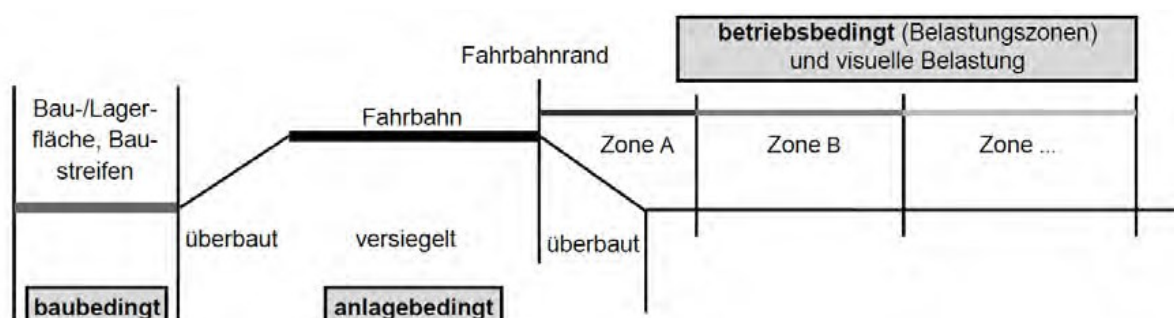 betriebsbedingt (Belastungszonen)
und visuelle Belastung
Fahrbahnrand
Bau-/Lager-
fläche, Bau-
streifen
Fahrbahn
Zone A
Zone B
Zone ...
überbaut
versiegelt
überbaut
baubedingt
anlagebedingt